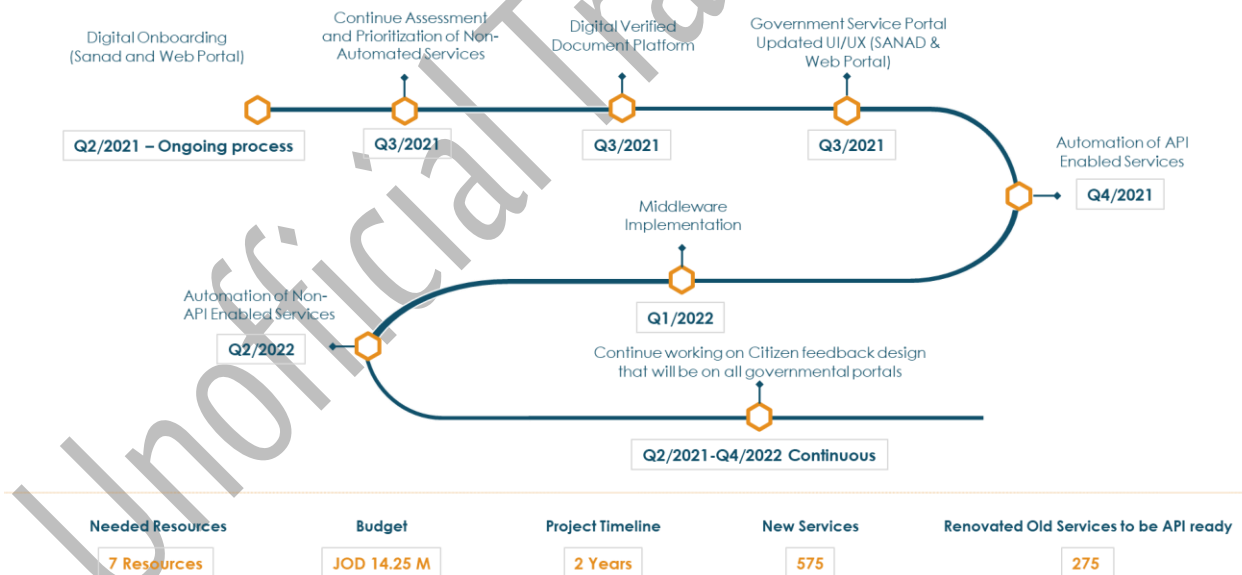 Digital Onboarding
(Sanad and Web Portal)
Q2/2021 – Ongoing process
Continue Assessment
and Prioritization of Non-
Automated Services
Q3/2021
Digital Verified
Document Platform
Q3/2021
Government Service Portal
Updated UI/UX (SANAD &
Web Portal)
Q3/2021
Automation of API
Enabled Services
Q4/2021
Middleware
Implementation
Q1/2022
Automation of Non-
API Enabled Services
Q2/2022
Continue working on Citizen feedback design
that will be on all governmental portals
Q2/2021-Q4/2022 Continuous
Needed Resources
7 Resources
Budget
JOD 14.25 M
Project Timeline
2 Years
New Services
575
Renovated Old Services to be API ready
275
Unofficial